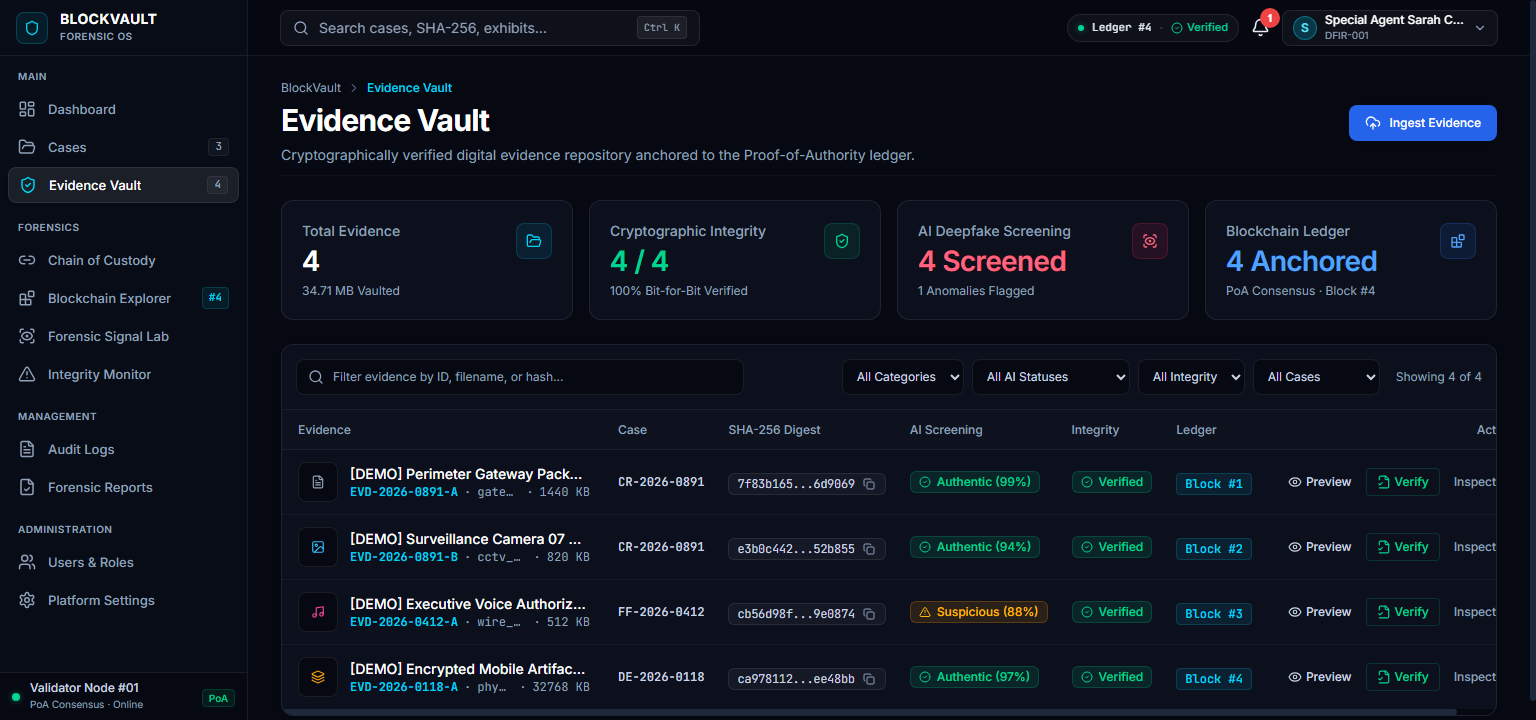 BLOCKVAULT
FORENSIC OS
Search cases, SHA-256, exhibits...
Ctrl K
Ledger #4 · Verified
1
S
Special Agent Sarah C...
DFIR-001
MAIN
Dashboard
Cases 3
Evidence Vault 4
FORENSICS
Chain of Custody
Blockchain Explorer #4
Forensic Signal Lab
Integrity Monitor
MANAGEMENT
Audit Logs
Forensic Reports
ADMINISTRATION
Users & Roles
Platform Settings
Validator Node #01
PoA Consensus · Online
PoA
BlockVault > Evidence Vault
Evidence Vault
Cryptographically verified digital evidence repository anchored to the Proof-of-Authority ledger.
Ingest Evidence
Total Evidence
4
34.71 MB Vaulted
Cryptographic Integrity
4 / 4
100% Bit-for-Bit Verified
AI Deepfake Screening
4 Screened
1 Anomalies Flagged
Blockchain Ledger
4 Anchored
PoA Consensus · Block #4
Filter evidence by ID, filename, or hash...
All Categories
All AI Statuses
All Integrity
All Cases
Showing 4 of 4
Evidence Case SHA-256 Digest AI Screening Integrity Ledger Act
[DEMO] Perimeter Gateway Pack...
EVD-2026-0891-A · gate… · 1440 KB
CR-2026-0891 7f83b165...6d9069 Authentic (99%) Verified Block #1 Preview Verify Inspect
[DEMO] Surveillance Camera 07 ...
EVD-2026-0891-B · cctv_… · 820 KB
CR-2026-0891 e3b0c442...52b855 Authentic (94%) Verified Block #2 Preview Verify Inspect
[DEMO] Executive Voice Authoriz...
EVD-2026-0412-A · wire_… · 512 KB
FF-2026-0412 cb56d98f...9e0874 Suspicious (88%) Verified Block #3 Preview Verify Inspect
[DEMO] Encrypted Mobile Artifac...
EVD-2026-0118-A · phy… · 32768 KB
DE-2026-0118 ca978112...ee48bb Authentic (97%) Verified Block #4 Preview Verify Inspect